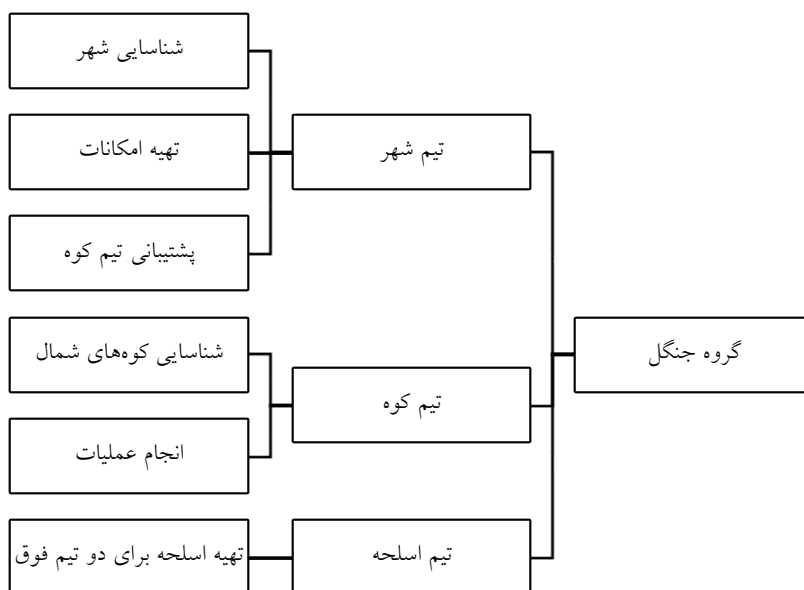 گروه جنگل
تیم شهر
شناسایی شهر
تهیه امکانات
پشتیبانی تیم کوه
تیم کوه
شناسایی کوه‌های شمال
انجام عملیات
تیم اسلحه
تهیه اسلحه برای دو تیم فوق